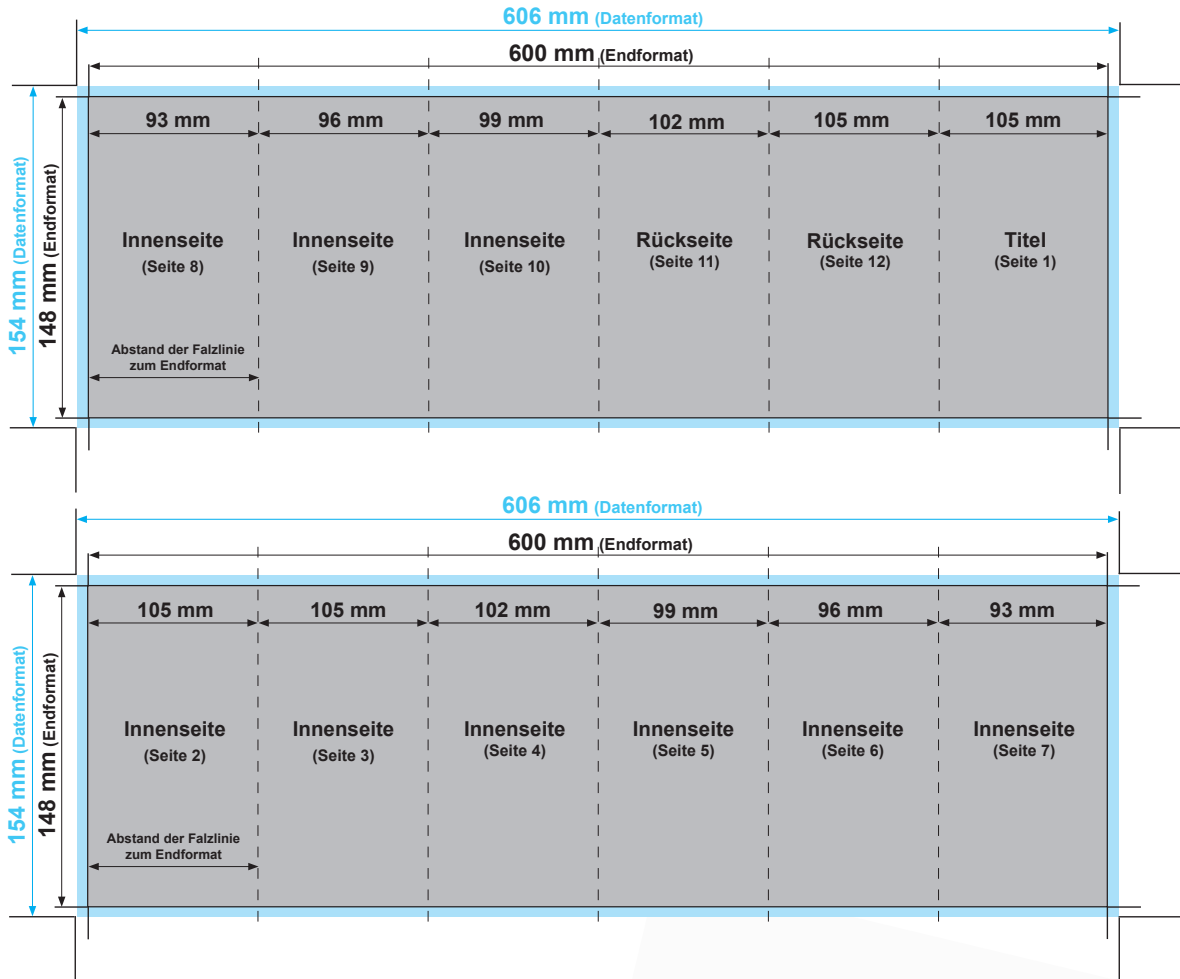 606 mm (Datenformat)
600 mm (Endformat)
93 mm 96 mm 99 mm 102 mm 105 mm 105 mm
154 mm (Datenformat)
148 mm (Endformat)
Innenseite Innenseite Innenseite Rückseite Rückseite Titel
(Seite 8) (Seite 9) (Seite 10) (Seite 11) (Seite 12) (Seite 1)
Abstand der Falzlinie
zum Endformat
606 mm (Datenformat)
600 mm (Endformat)
105 mm 105 mm 102 mm 99 mm 96 mm 93 mm
154 mm (Datenformat)
148 mm (Endformat)
Innenseite Innenseite Innenseite Innenseite Innenseite Innenseite
(Seite 2) (Seite 3) (Seite 4) (Seite 5) (Seite 6) (Seite 7)
Abstand der Falzlinie
zum Endformat